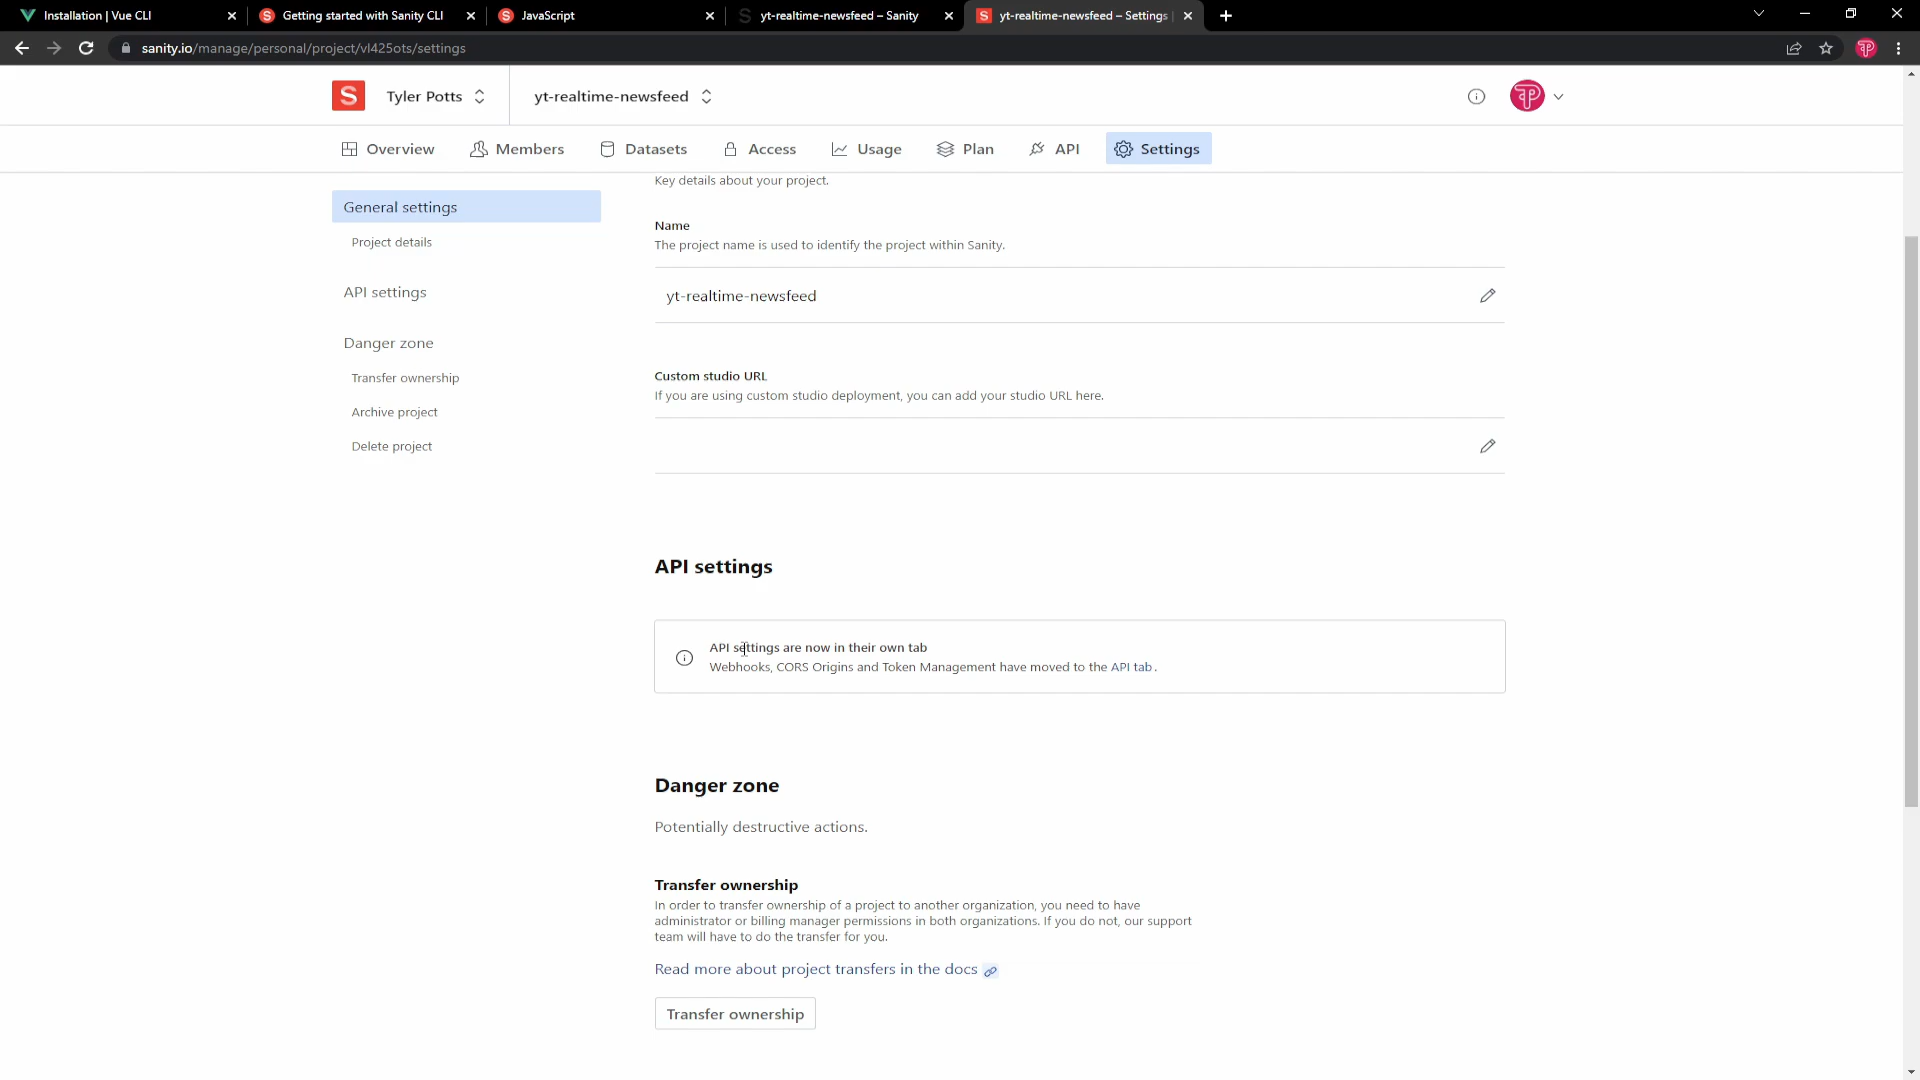 Installation | Vue CLI
Getting started with Sanity CLI
JavaScript
yt-realtime-newsfeed – Sanity
yt-realtime-newsfeed – Settings
sanity.io/manage/personal/project/vl425ots/settings
S
Tyler Potts
yt-realtime-newsfeed
Overview
Members
Datasets
Access
Usage
Plan
API
Settings
General settings
Project details
API settings
Danger zone
Transfer ownership
Archive project
Delete project
Key details about your project.
Name
The project name is used to identify the project within Sanity.
yt-realtime-newsfeed
Custom studio URL
If you are using custom studio deployment, you can add your studio URL here.
API settings
API settings are now in their own tab
Webhooks, CORS Origins and Token Management have moved to the API tab.
Danger zone
Potentially destructive actions.
Transfer ownership
In order to transfer ownership of a project to another organization, you need to have
administrator or billing manager permissions in both organizations. If you do not, our support
team will have to do the transfer for you.
Read more about project transfers in the docs
Transfer ownership